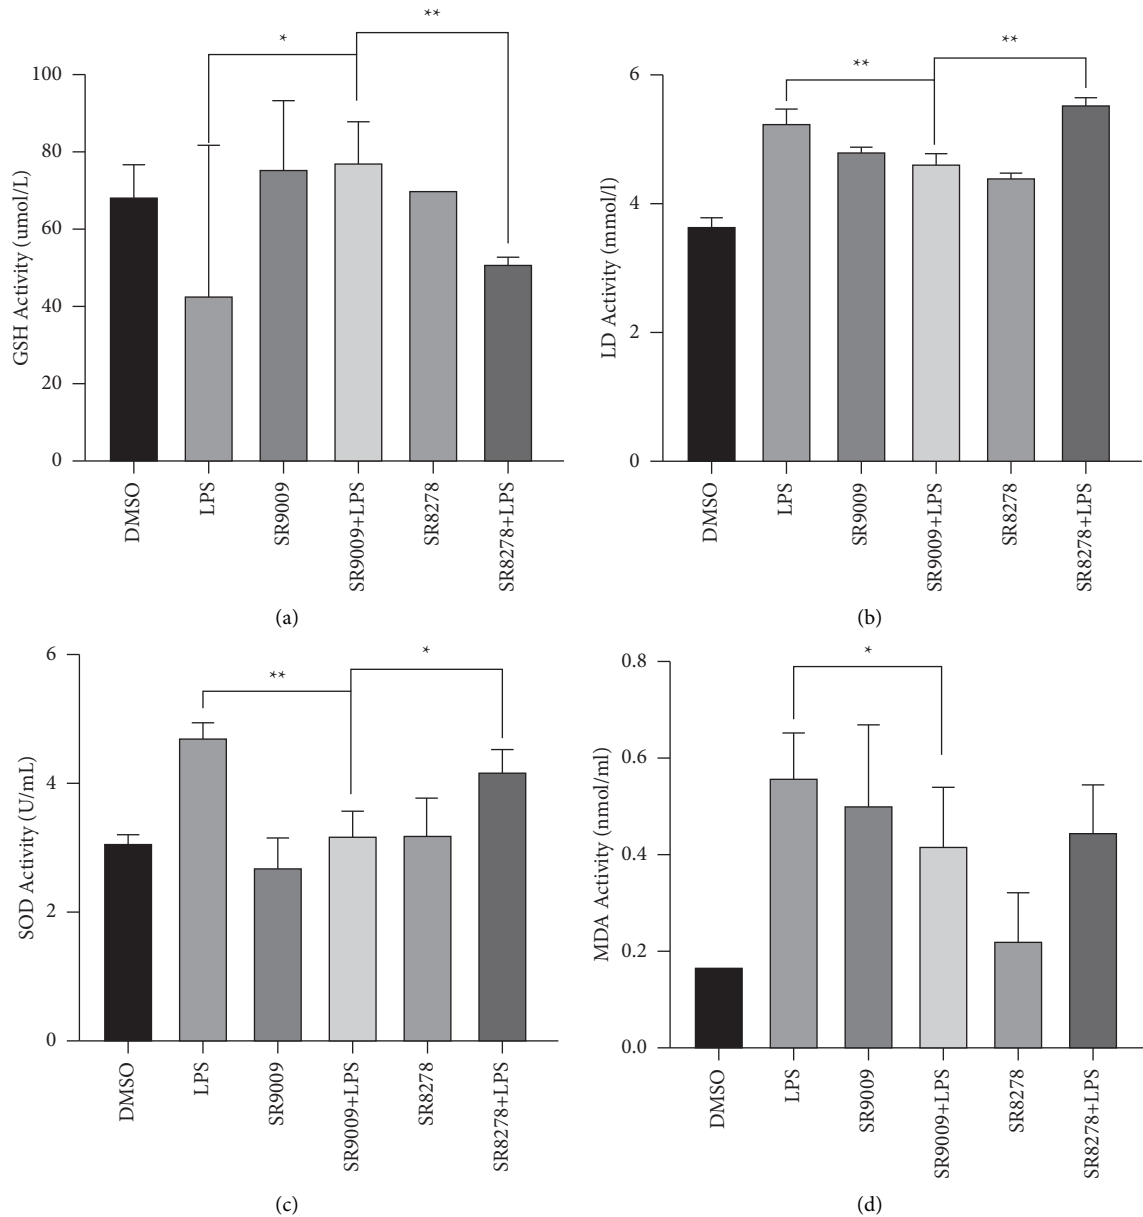 *
**
100
80
60
40
20
0
GSH Activity (umol/L)
DMSO
LPS
SR9009
SR9009+LPS
SR8278
SR8278+LPS
(a)
**
**
6
4
2
0
LD Activity (mmol/l)
DMSO
LPS
SR9009
SR9009+LPS
SR8278
SR8278+LPS
(b)
**
*
6
4
2
0
SOD Activity (U/mL)
DMSO
LPS
SR9009
SR9009+LPS
SR8278
SR8278+LPS
(c)
*
0.8
0.6
0.4
0.2
0.0
MDA Activity (nmol/ml)
DMSO
LPS
SR9009
SR9009+LPS
SR8278
SR8278+LPS
(d)